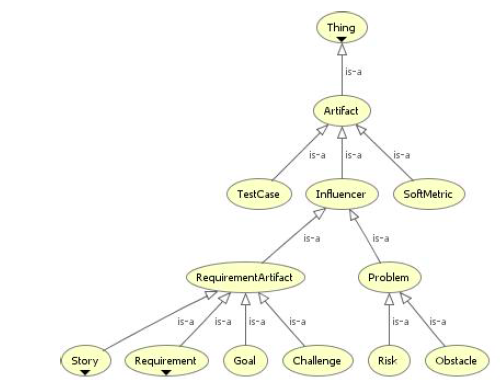 Thing
is-a
Artifact
is-a
is-a
is-a
TestCase
Influencer
SoftMetric
is-a
is-a
RequirementArtifact
Problem
is-a
is-a
is-a
is-a
is-a
is-a
Story
Requirement
Goal
Challenge
Risk
Obstacle